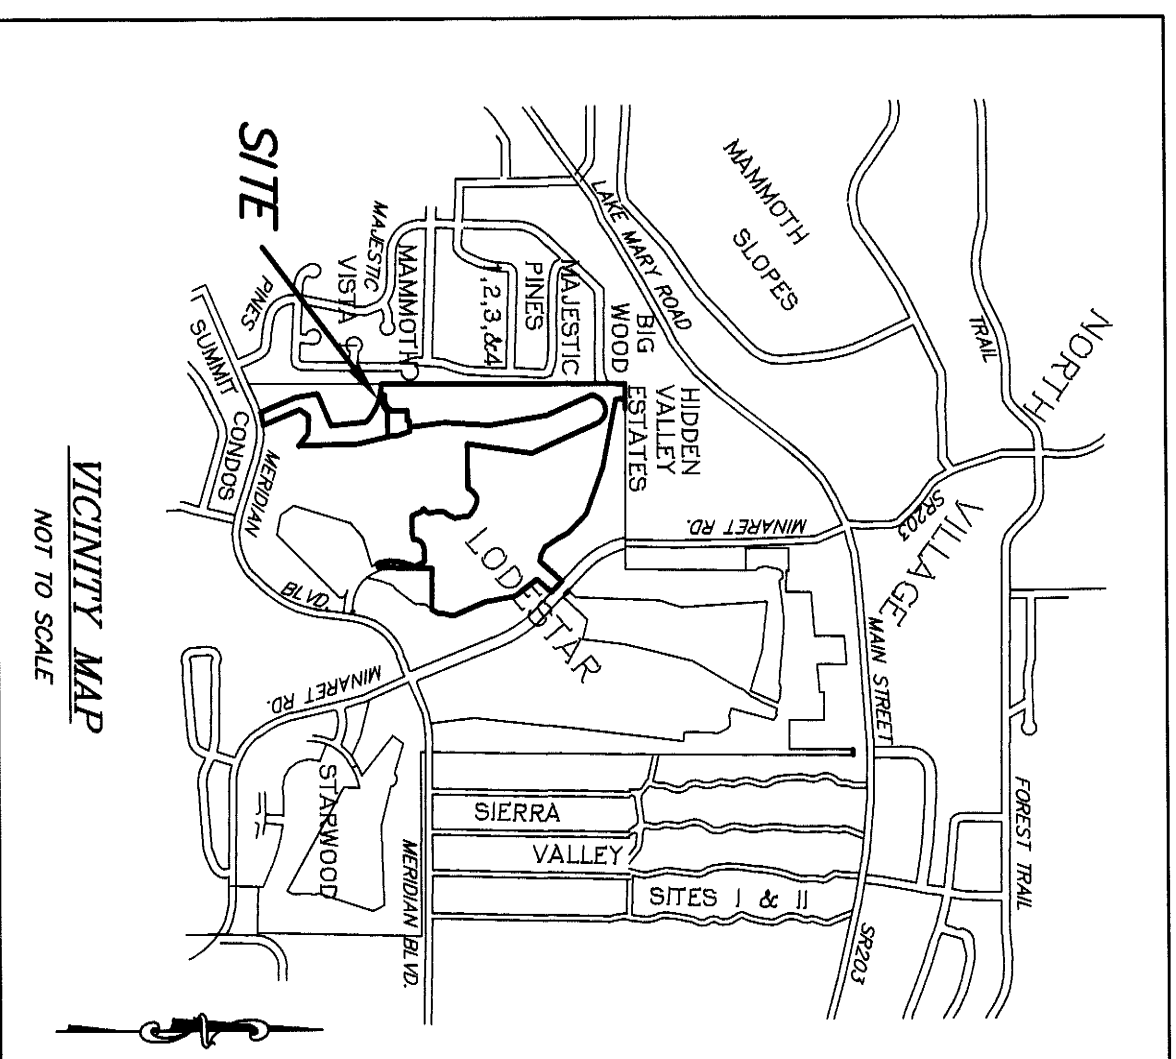 NORTH
VILLAGE
MAMMOTH
SLOPES
TRAIL
FOREST TRAIL
LAKE MARY ROAD
SR203
MAIN STREET
SR203
MINARET RD.
HIDDEN
VALLEY
ESTATES
BIG
WOOD
MAJESTIC
PINES
1,2,3,&4
MAMMOTH
VISTA
MAJESTIC
PINES
SITE
SUMMIT
CONDOS
MERIDIAN
BLVD.
LODESTAR
MINARET RD.
STARWOOD
MERIDIAN BLVD.
SIERRA
VALLEY
SITES I & II
VICINITY MAP
NOT TO SCALE